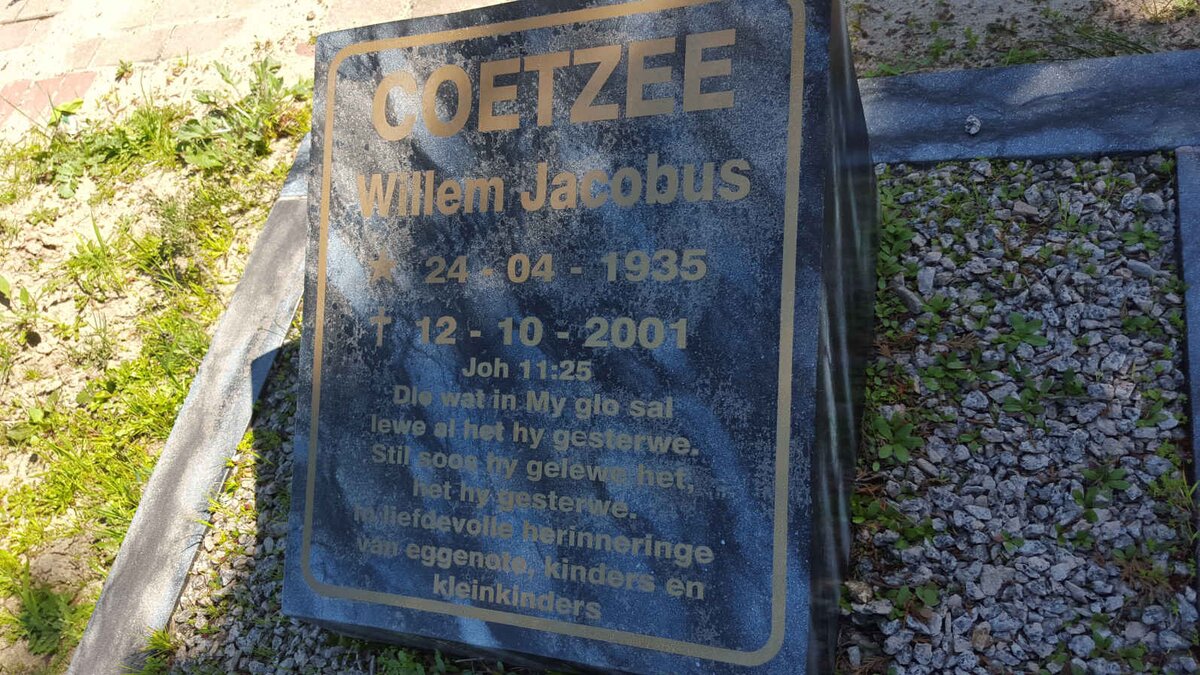 COETZEE
Willem Jacobus
★ 24 - 04 - 1935
† 12 - 10 - 2001
Joh 11:25
Die wat in My glo sal
lewe al het hy gesterwe.
Stil soos hy gelewe het,
het hy gesterwe.
In liefdevolle herinneringe
van eggenote, kinders en
kleinkinders